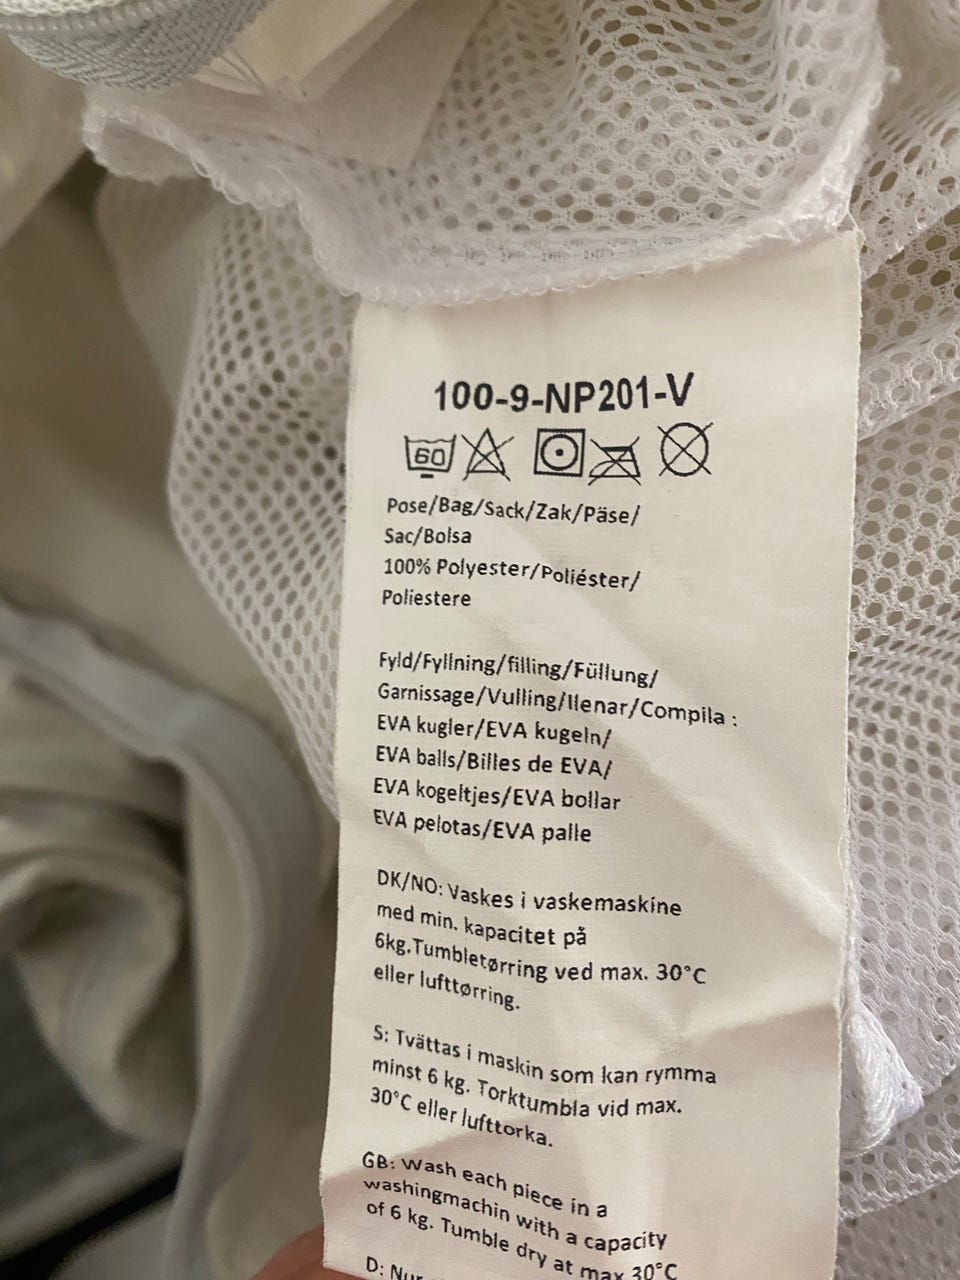 100-9-NP201-V
60
Pose/Bag/Sack/Zak/Päse/
Sac/Bolsa
100% Polyester/Poliéster/
Poliestere
Fyld/Fyllning/filling/Füllung/
Garnissage/Vulling/llenar/Compila :
EVA kugler/EVA kugeln/
EVA balls/Billes de EVA/
EVA kogeltjes/EVA bollar
EVA pelotas/EVA palle
DK/NO: Vaskes i vaskemaskine
med min. kapacitet på
6kg.Tumbletørring ved max. 30°C
eller lufttørring.
S: Tvättas i maskin som kan rymma
minst 6 kg. Torktumbla vid max.
30°C eller lufttorka.
GB: Wash each piece in a
washingmachin with a capacity
of 6 kg. Tumble dry at max 30°C
D: Nur